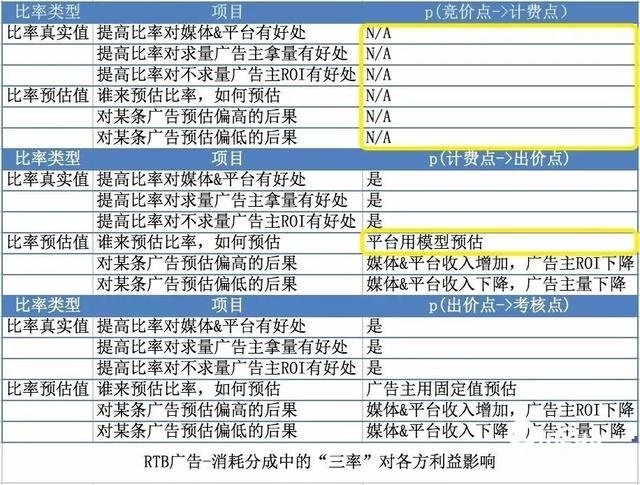 比率类型 项目 p(竞价点->计费点)
比率真实值 提高比率对媒体&平台有好处 N/A
提高比率对求量广告主拿量有好处 N/A
提高比率对不求量广告主ROI有好处 N/A
比率预估值 谁来预估比率，如何预估 N/A
对某条广告预估偏高的后果 N/A
对某条广告预估偏低的后果 N/A
比率类型 项目 p(计费点->出价点)
比率真实值 提高比率对媒体&平台有好处 是
提高比率对求量广告主拿量有好处 是
提高比率对不求量广告主ROI有好处 是
比率预估值 谁来预估比率，如何预估 平台用模型预估
对某条广告预估偏高的后果 媒体&平台收入增加，广告主ROI下降
对某条广告预估偏低的后果 媒体&平台收入下降，广告主量下降
比率类型 项目 p(出价点->考核点)
比率真实值 提高比率对媒体&平台有好处 是
提高比率对求量广告主拿量有好处 是
提高比率对不求量广告主ROI有好处 是
比率预估值 谁来预估比率，如何预估 广告主用固定值预估
对某条广告预估偏高的后果 媒体&平台收入增加，广告主ROI下降
对某条广告预估偏低的后果 媒体&平台收入下降，广告主量下降
RTB广告-消耗分成中的“三率”对各方利益影响